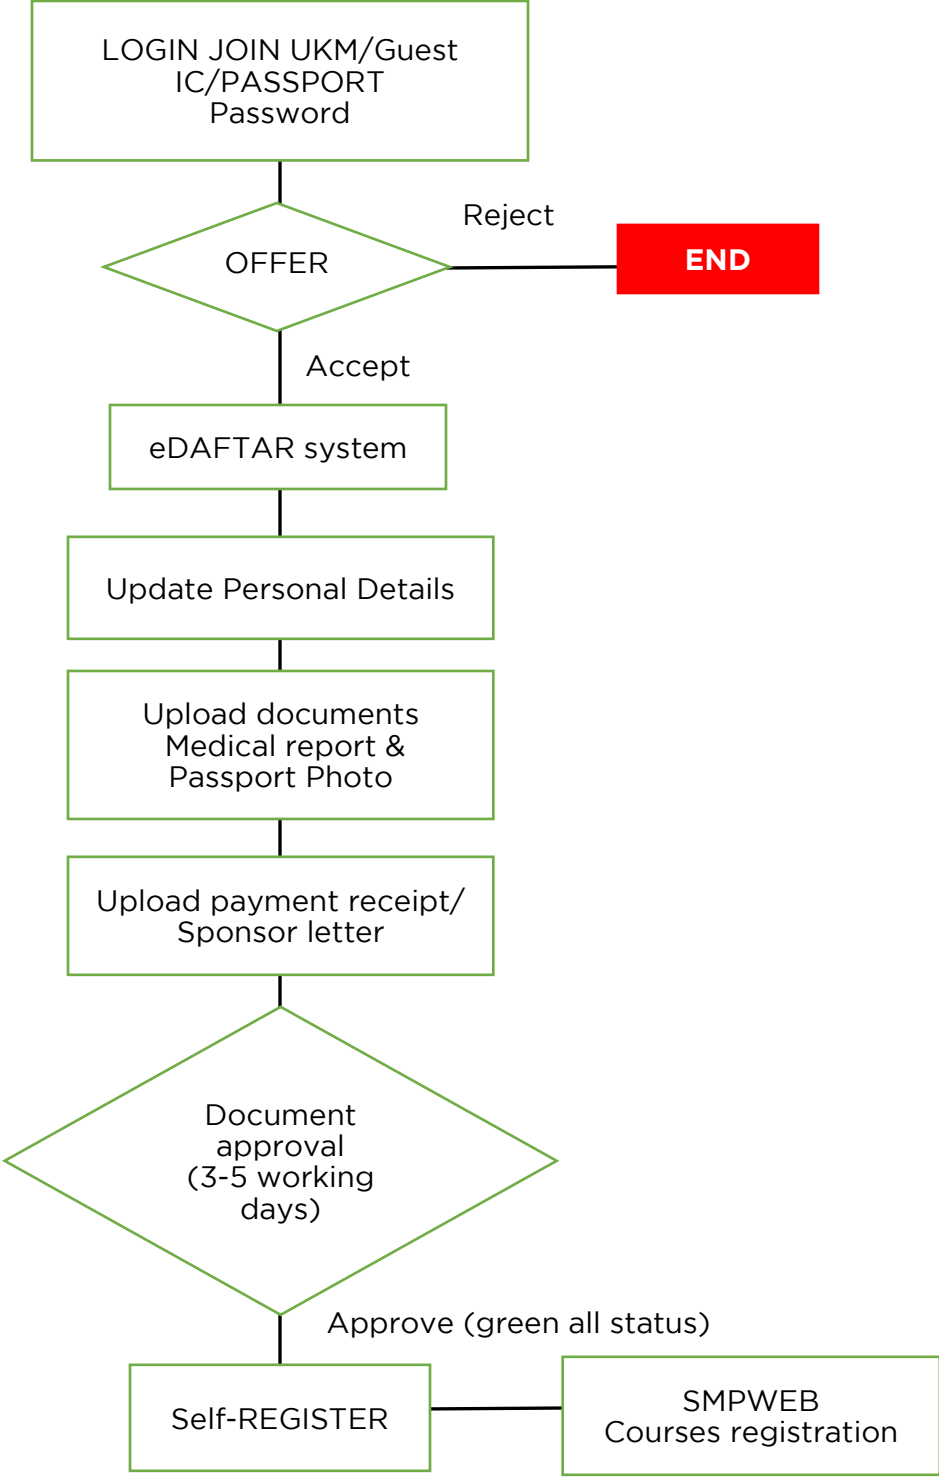 LOGIN JOIN UKM/Guest
IC/PASSPORT
Password
OFFER
Reject
END
Accept
eDAFTAR system
Update Personal Details
Upload documents
Medical report &
Passport Photo
Upload payment receipt/
Sponsor letter
Document
approval
(3-5 working
days)
Approve (green all status)
Self-REGISTER
SMPWEB
Courses registration